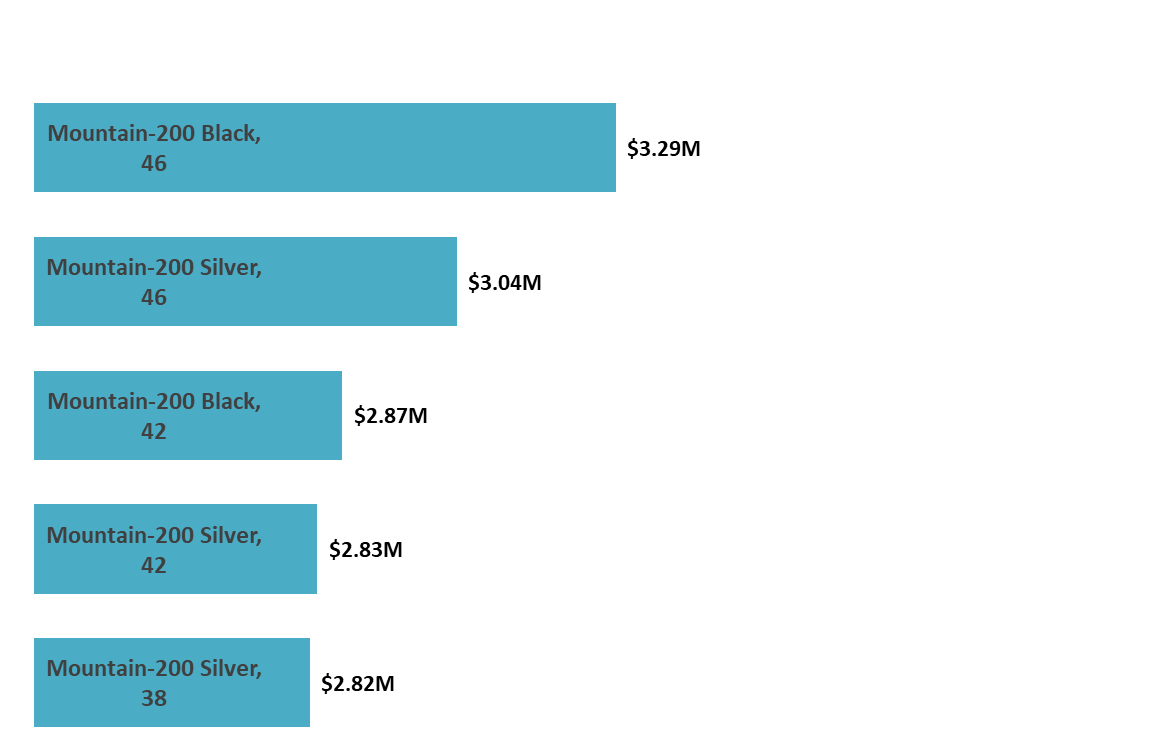 Mountain-200 Black,
46
$3.29M
Mountain-200 Silver,
46
$3.04M
Mountain-200 Black,
42
$2.87M
Mountain-200 Silver,
42
$2.83M
Mountain-200 Silver,
38
$2.82M